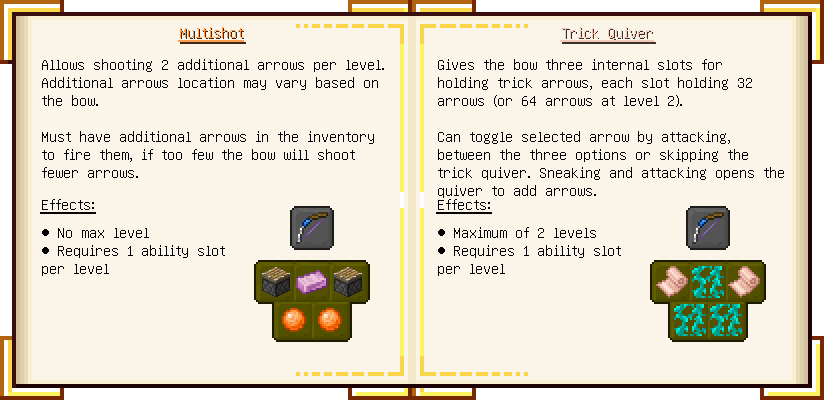 Multishot
Allows shooting 2 additional arrows per level.
Additional arrows location may vary based on
the bow.
Must have additional arrows in the inventory
to fire them, if too few the bow will shoot
fewer arrows.
Effects:
● No max level
● Requires 1 ability slot
per level
Trick Quiver
Gives the bow three internal slots for
holding trick arrows, each slot holding 32
arrows (or 64 arrows at level 2).
Can toggle selected arrow by attacking,
between the three options or skipping the
trick quiver. Sneaking and attacking opens the
quiver to add arrows.
Effects:
● Maximum of 2 levels
● Requires 1 ability slot
per level